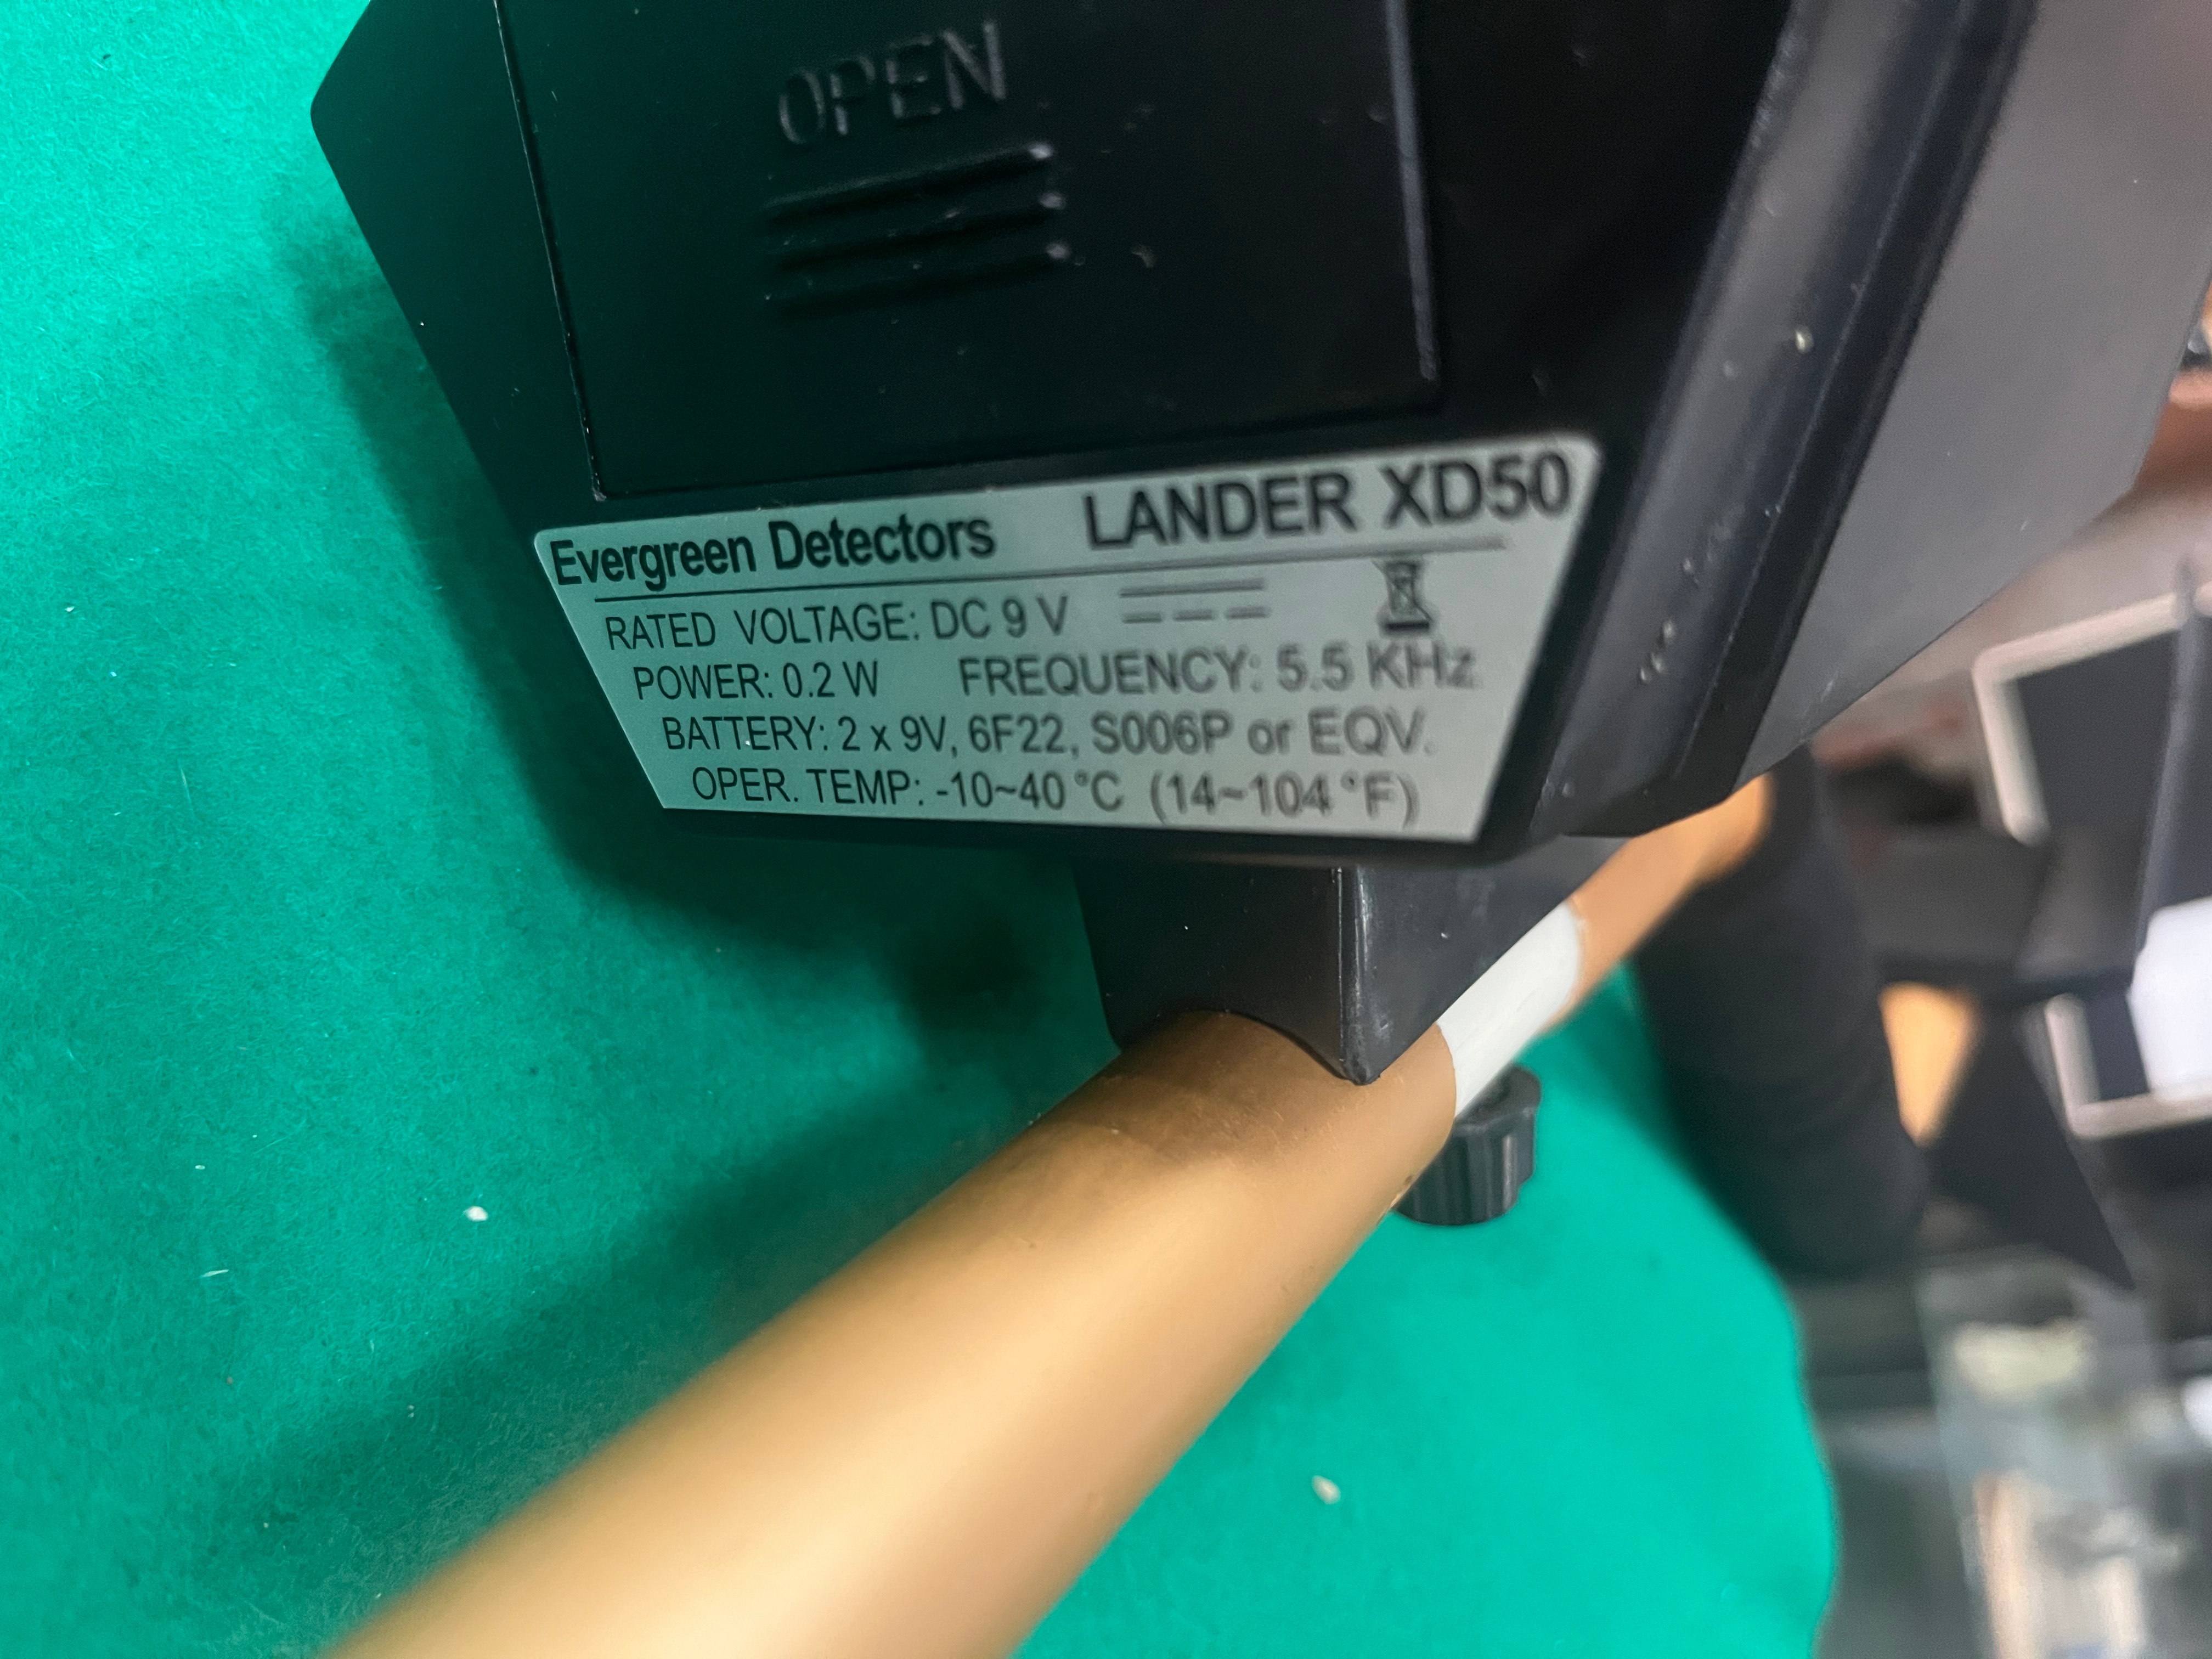 OPEN
Evergreen Detectors LANDER XD50
RATED VOLTAGE: DC 9 V
POWER: 0.2 W FREQUENCY: 5.5 KHz
BATTERY: 2 x 9V, 6F22, S006P or EQV.
OPER. TEMP: -10~40 °C (14~104 °F)